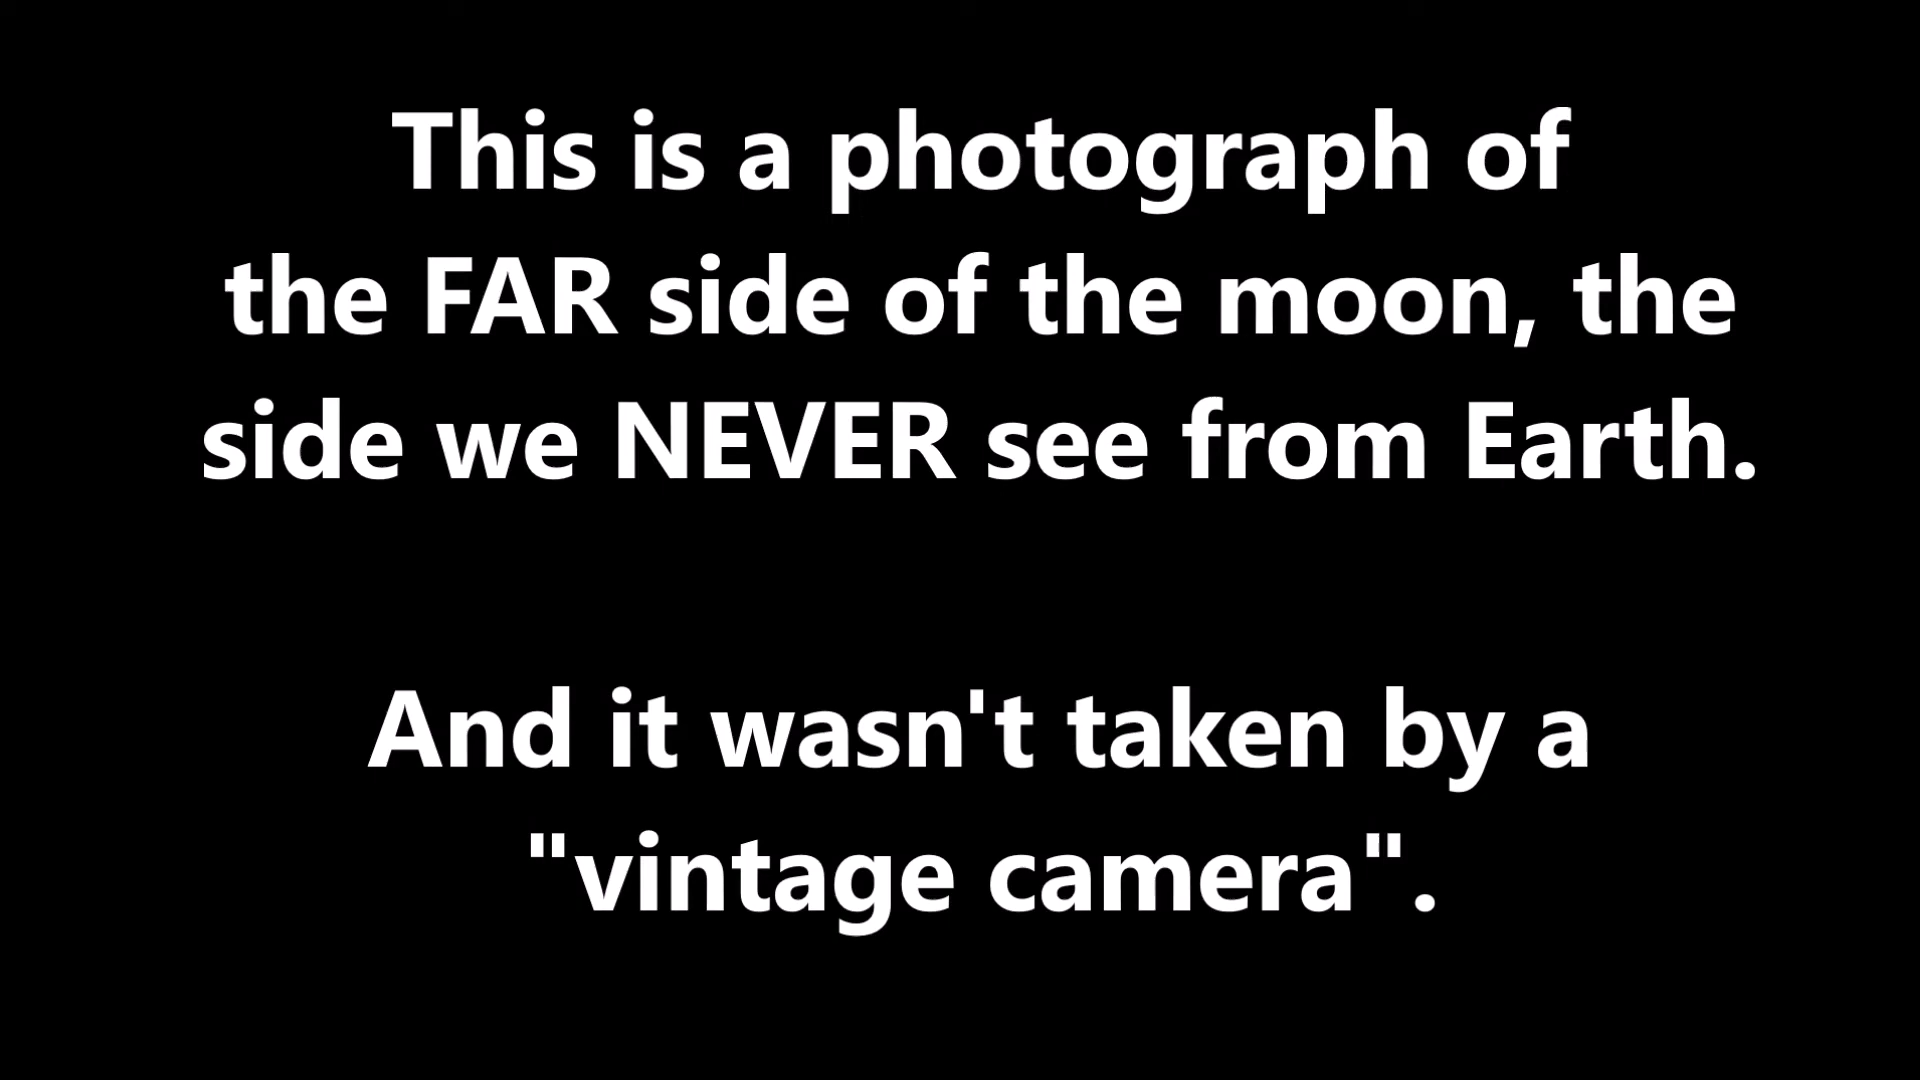 This is a photograph of
the FAR side of the moon, the
side we NEVER see from Earth.
And it wasn't taken by a
"vintage camera".